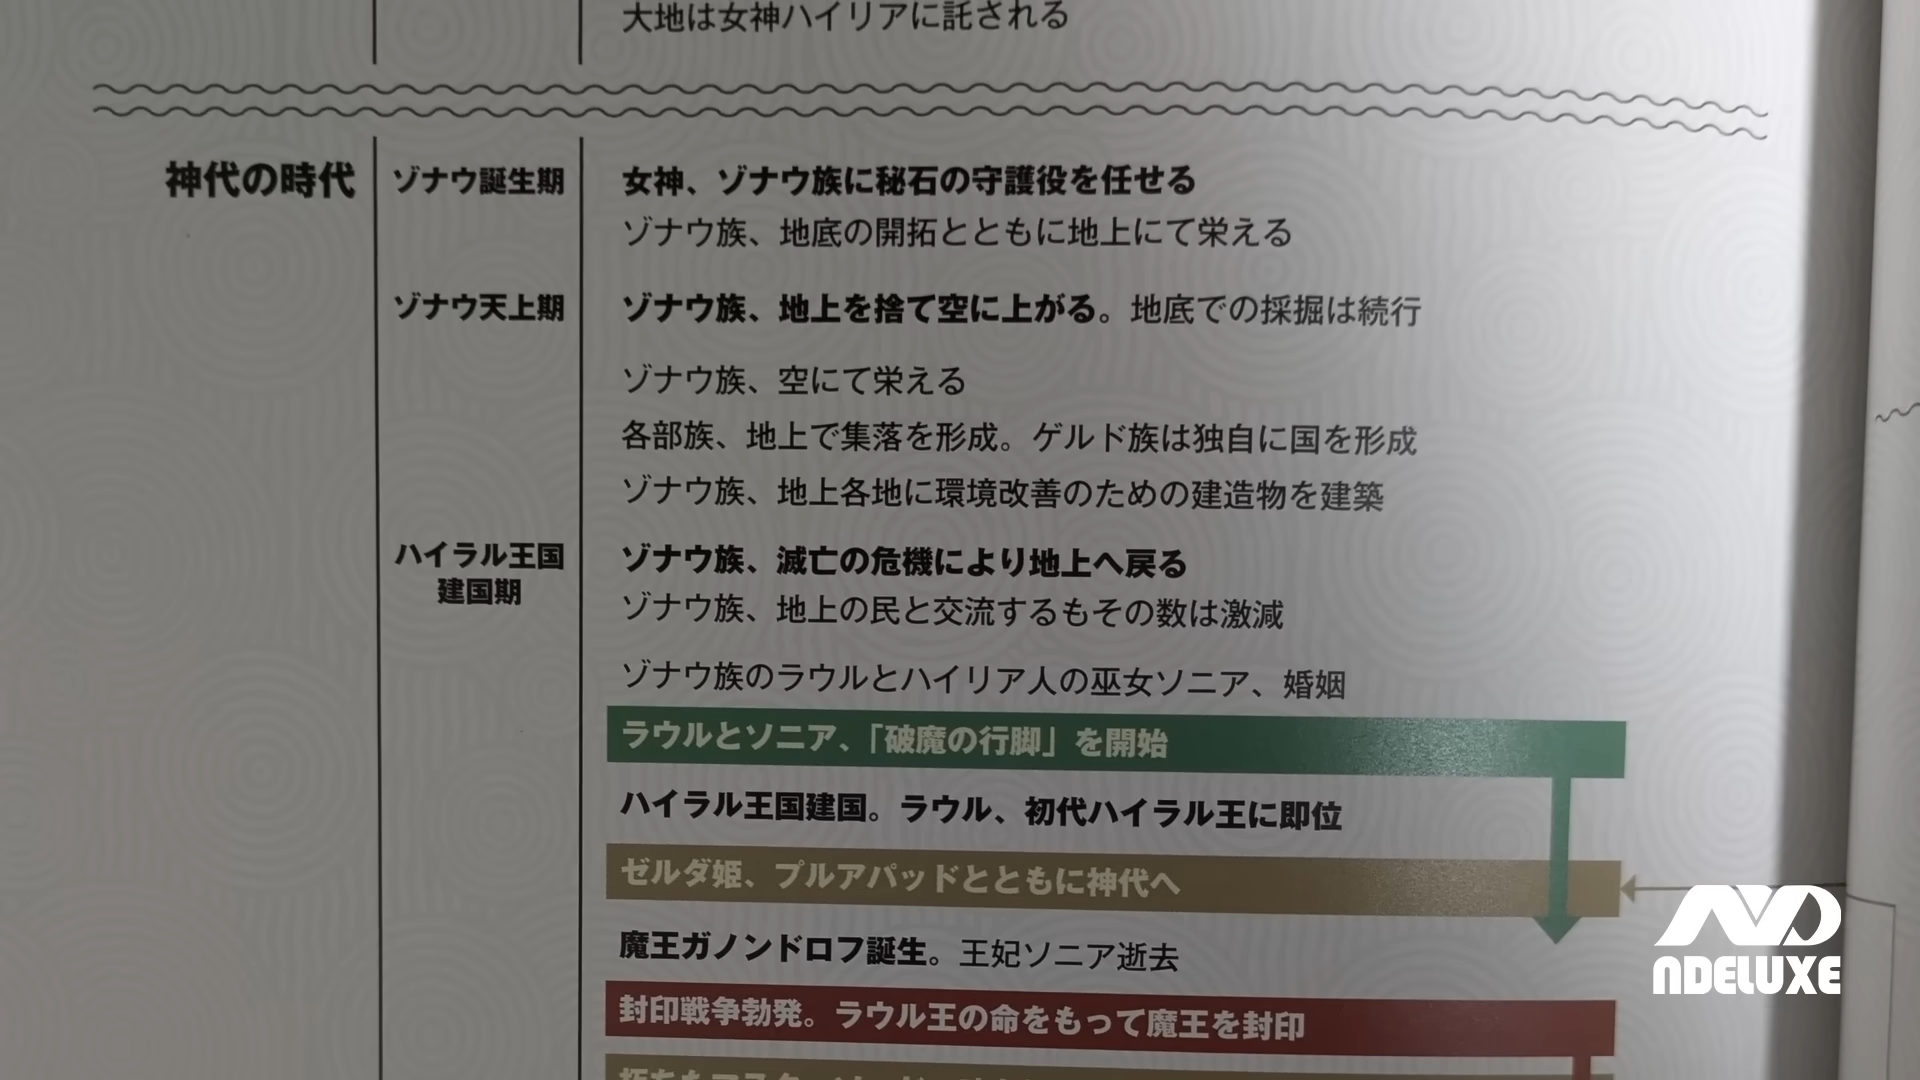 大地は女神ハイリアに託される
神代の時代
ゾナウ誕生期
女神、ゾナウ族に秘石の守護役を任せる
ゾナウ族、地底の開拓とともに地上にて栄える
ゾナウ天上期
ゾナウ族、地上を捨て空に上がる。地底での採掘は続行
ゾナウ族、空にて栄える
各部族、地上で集落を形成。ゲルド族は独自に国を形成
ゾナウ族、地上各地に環境改善のための建造物を建築
ハイラル王国
建国期
ゾナウ族、滅亡の危機により地上へ戻る
ゾナウ族、地上の民と交流するもその数は激減
ゾナウ族のラウルとハイリア人の巫女ソニア、婚姻
ラウルとソニア、「破魔の行脚」を開始
ハイラル王国建国。ラウル、初代ハイラル王に即位
ゼルダ姫、プルアパッドとともに神代へ
魔王ガノンドロフ誕生。王妃ソニア逝去
封印戦争勃発。ラウル王の命をもって魔王を封印
NDELUXE